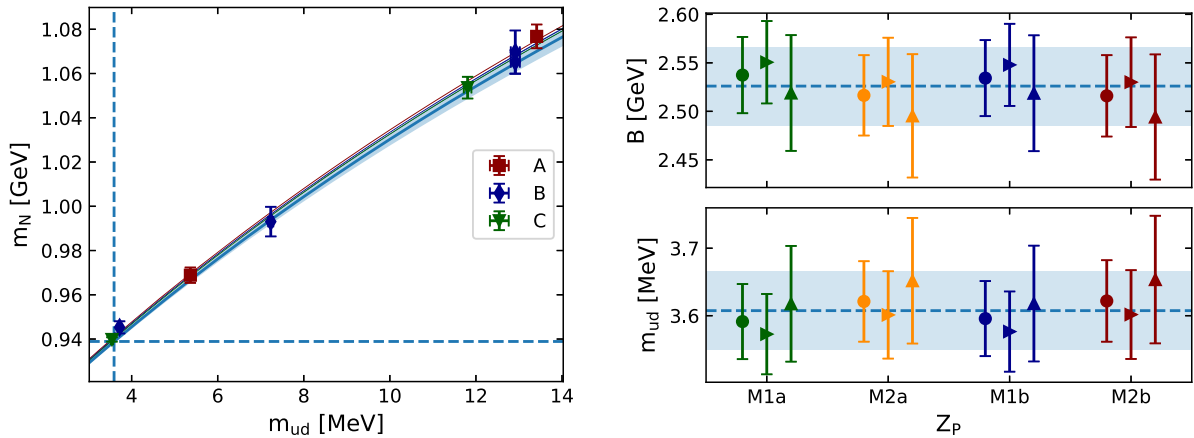 1.08
1.06
1.04
1.02
1.00
0.98
0.96
0.94
m_N [GeV]
A
B
C
4 6 8 10 12 14
m_ud [MeV]
2.60
2.55
2.50
2.45
B [GeV]
3.7
3.6
m_ud [MeV]
M1a M2a M1b M2b
Z_P